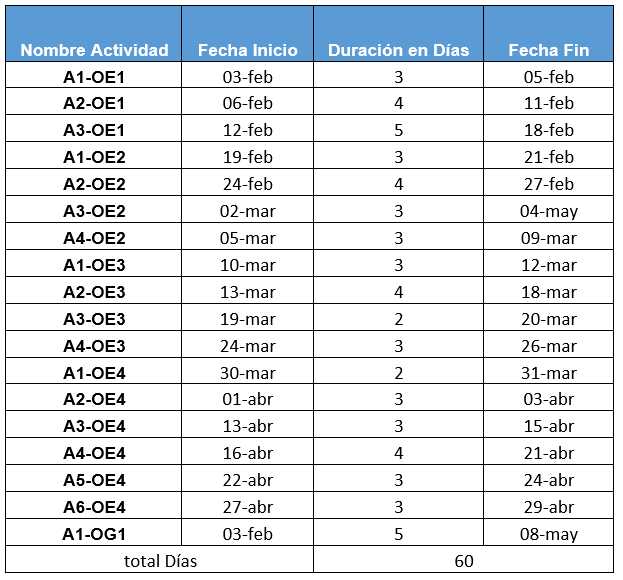 Nombre Actividad Fecha Inicio Duración en Días Fecha Fin
A1-OE1 03-feb 3 05-feb
A2-OE1 06-feb 4 11-feb
A3-OE1 12-feb 5 18-feb
A1-OE2 19-feb 3 21-feb
A2-OE2 24-feb 4 27-feb
A3-OE2 02-mar 3 04-may
A4-OE2 05-mar 3 09-mar
A1-OE3 10-mar 3 12-mar
A2-OE3 13-mar 4 18-mar
A3-OE3 19-mar 2 20-mar
A4-OE3 24-mar 3 26-mar
A1-OE4 30-mar 2 31-mar
A2-OE4 01-abr 3 03-abr
A3-OE4 13-abr 3 15-abr
A4-OE4 16-abr 4 21-abr
A5-OE4 22-abr 3 24-abr
A6-OE4 27-abr 3 29-abr
A1-OG1 03-feb 5 08-may
total Días 60